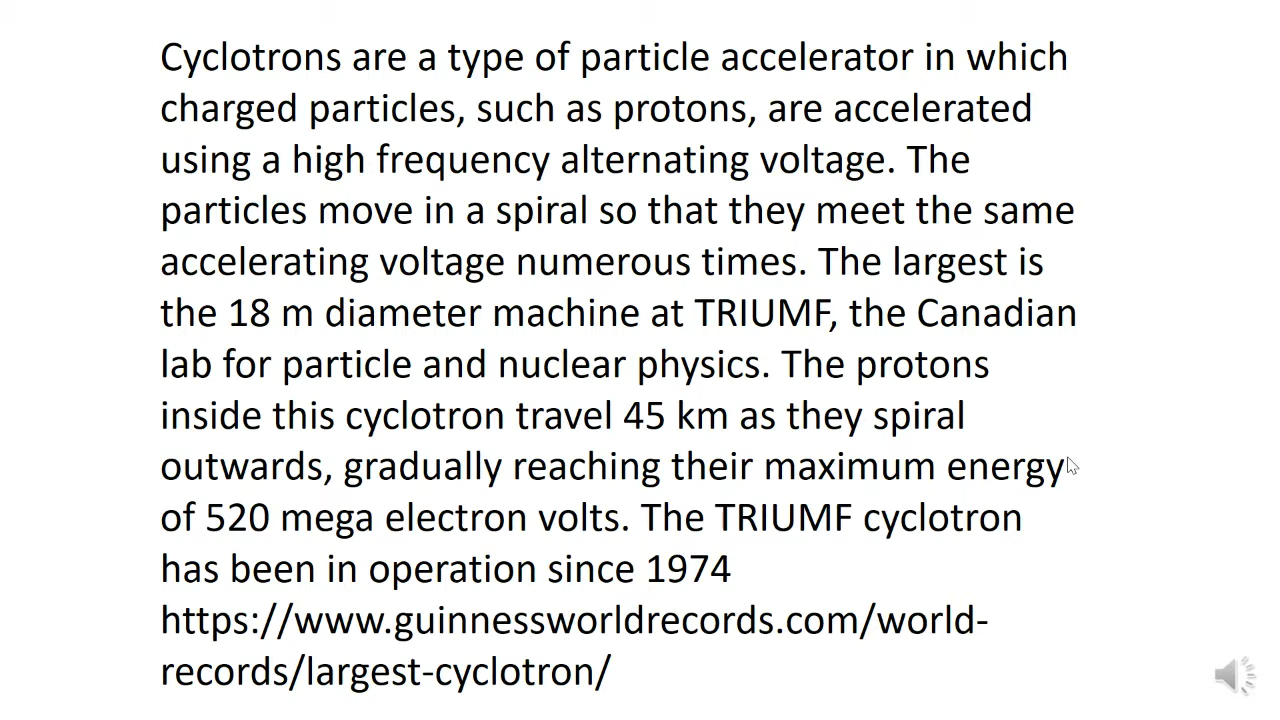 Cyclotrons are a type of particle accelerator in which
charged particles, such as protons, are accelerated
using a high frequency alternating voltage. The
particles move in a spiral so that they meet the same
accelerating voltage numerous times. The largest is
the 18 m diameter machine at TRIUMF, the Canadian
lab for particle and nuclear physics. The protons
inside this cyclotron travel 45 km as they spiral
outwards, gradually reaching their maximum energy
of 520 mega electron volts. The TRIUMF cyclotron
has been in operation since 1974
https://www.guinnessworldrecords.com/world-
records/largest-cyclotron/